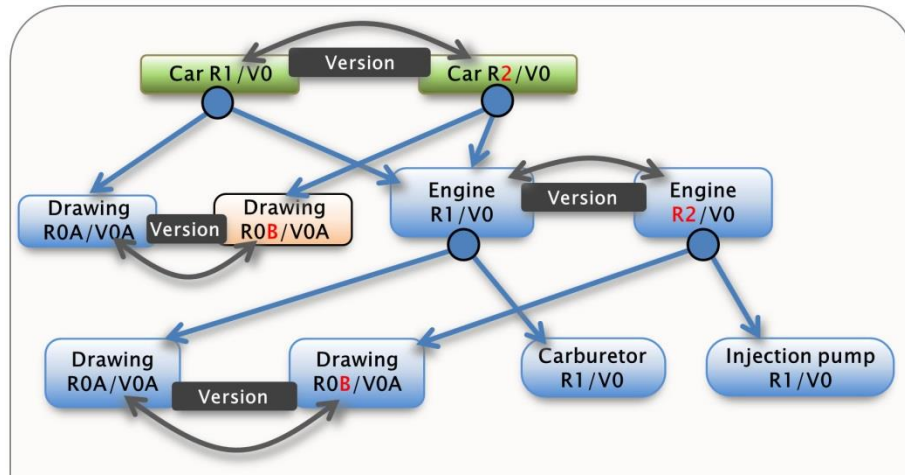 Version
Car R1/V0
Car R2/V0
Engine
R1/V0
Version
Engine
R2/V0
Drawing
R0A/V0A
Version
Drawing
R0B/V0A
Drawing
R0A/V0A
Version
Drawing
R0B/V0A
Carburetor
R1/V0
Injection pump
R1/V0